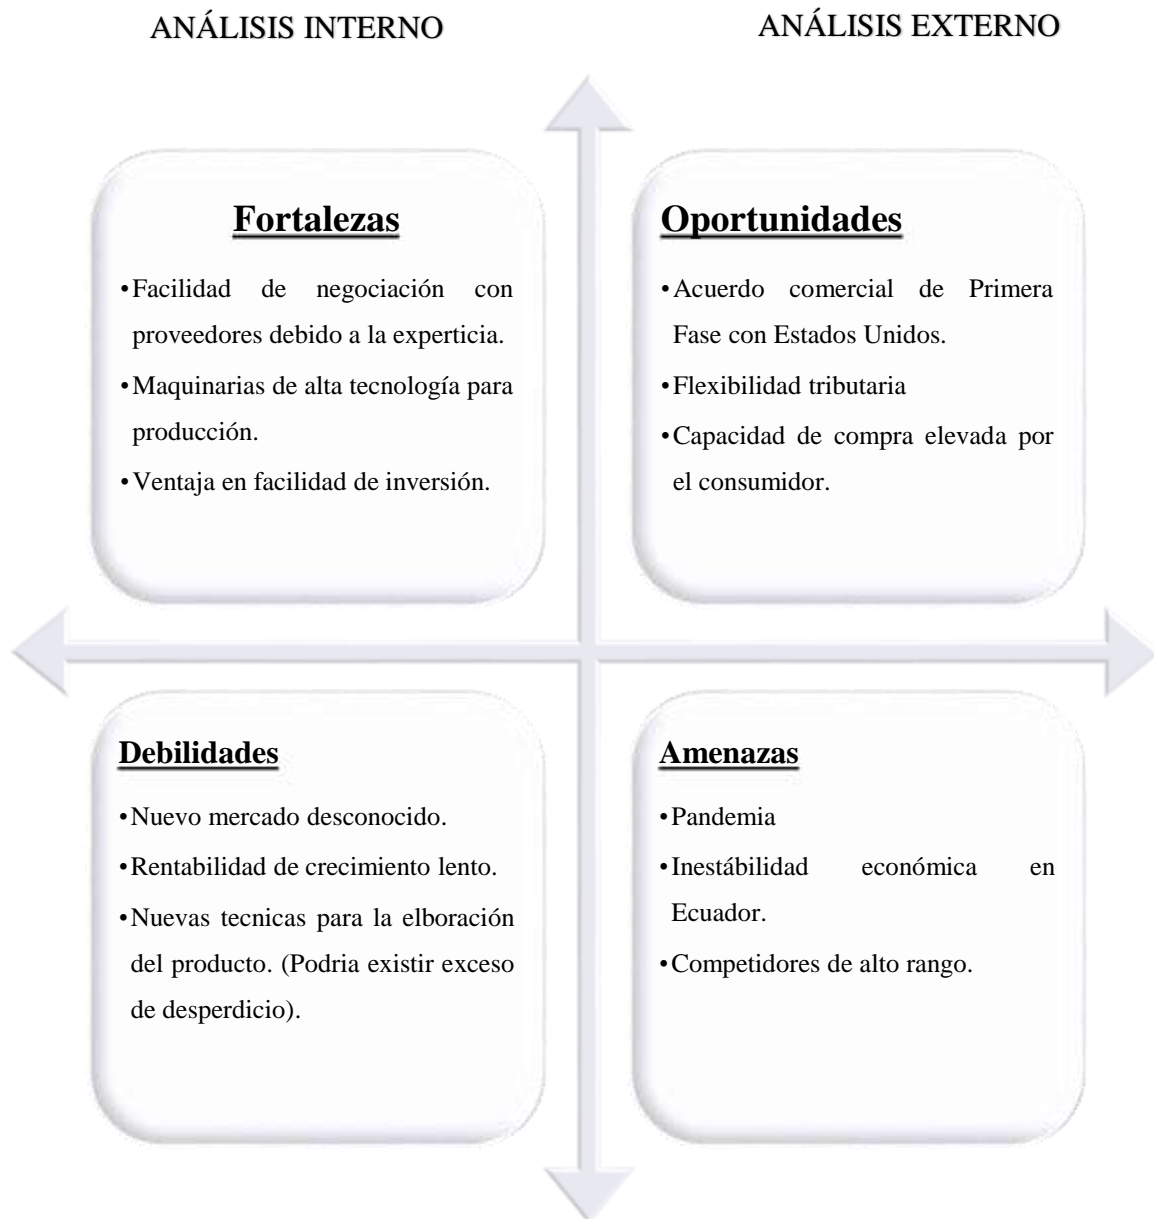 ANÁLISIS INTERNO
ANÁLISIS EXTERNO
Fortalezas
•Facilidad de negociación con
proveedores debido a la experticia.
•Maquinarias de alta tecnología para
producción.
•Ventaja en facilidad de inversión.
Oportunidades
•Acuerdo comercial de Primera
Fase con Estados Unidos.
•Flexibilidad tributaria
•Capacidad de compra elevada por
el consumidor.
Debilidades
•Nuevo mercado desconocido.
•Rentabilidad de crecimiento lento.
•Nuevas tecnicas para la elboración
del producto. (Podria existir exceso
de desperdicio).
Amenazas
•Pandemia
•Inestábilidad económica en
Ecuador.
•Competidores de alto rango.